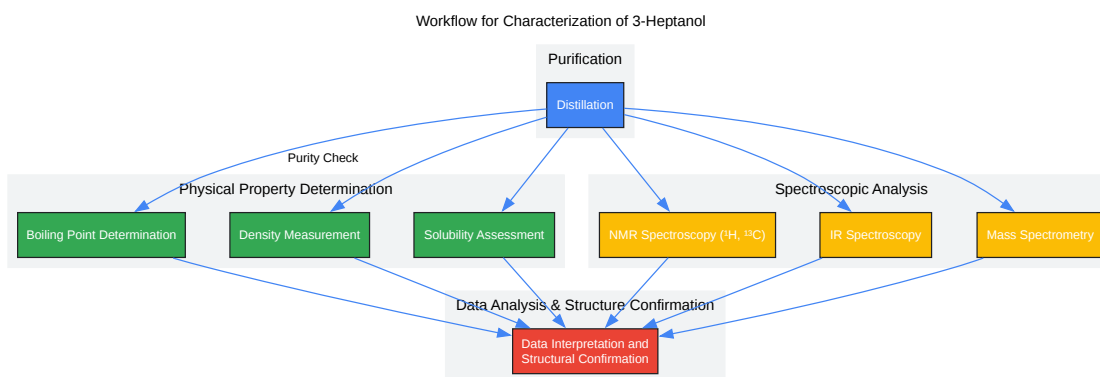 Workflow for Characterization of 3-Heptanol
Purification
Distillation
Purity Check
Physical Property Determination
Spectroscopic Analysis
Boiling Point Determination
Density Measurement
Solubility Assessment
NMR Spectroscopy (¹H, ¹³C)
IR Spectroscopy
Mass Spectrometry
Data Analysis & Structure Confirmation
Data Interpretation and
Structural Confirmation